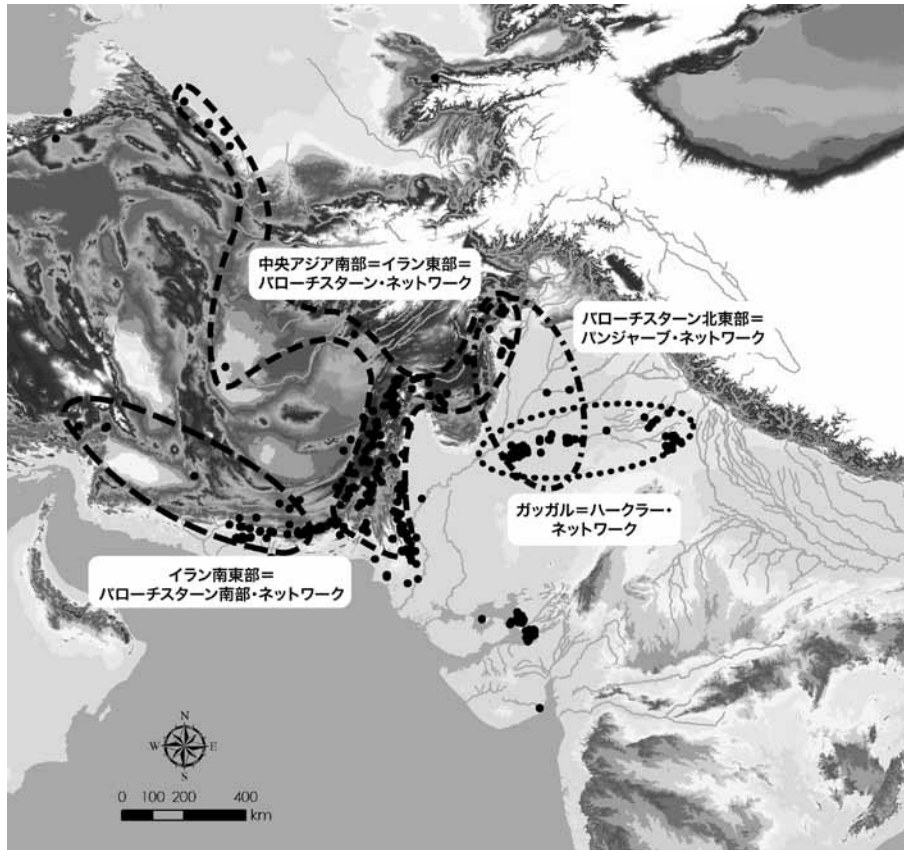 中央アジア南部=イラン東部=
バローチスターン・ネットワーク
バローチスターン北東部=
パンジャーブ・ネットワーク
ガッガル=ハークラー・
ネットワーク
イラン南東部=
バローチスターン南部・ネットワーク
N
W E
S
0 100 200 400
km